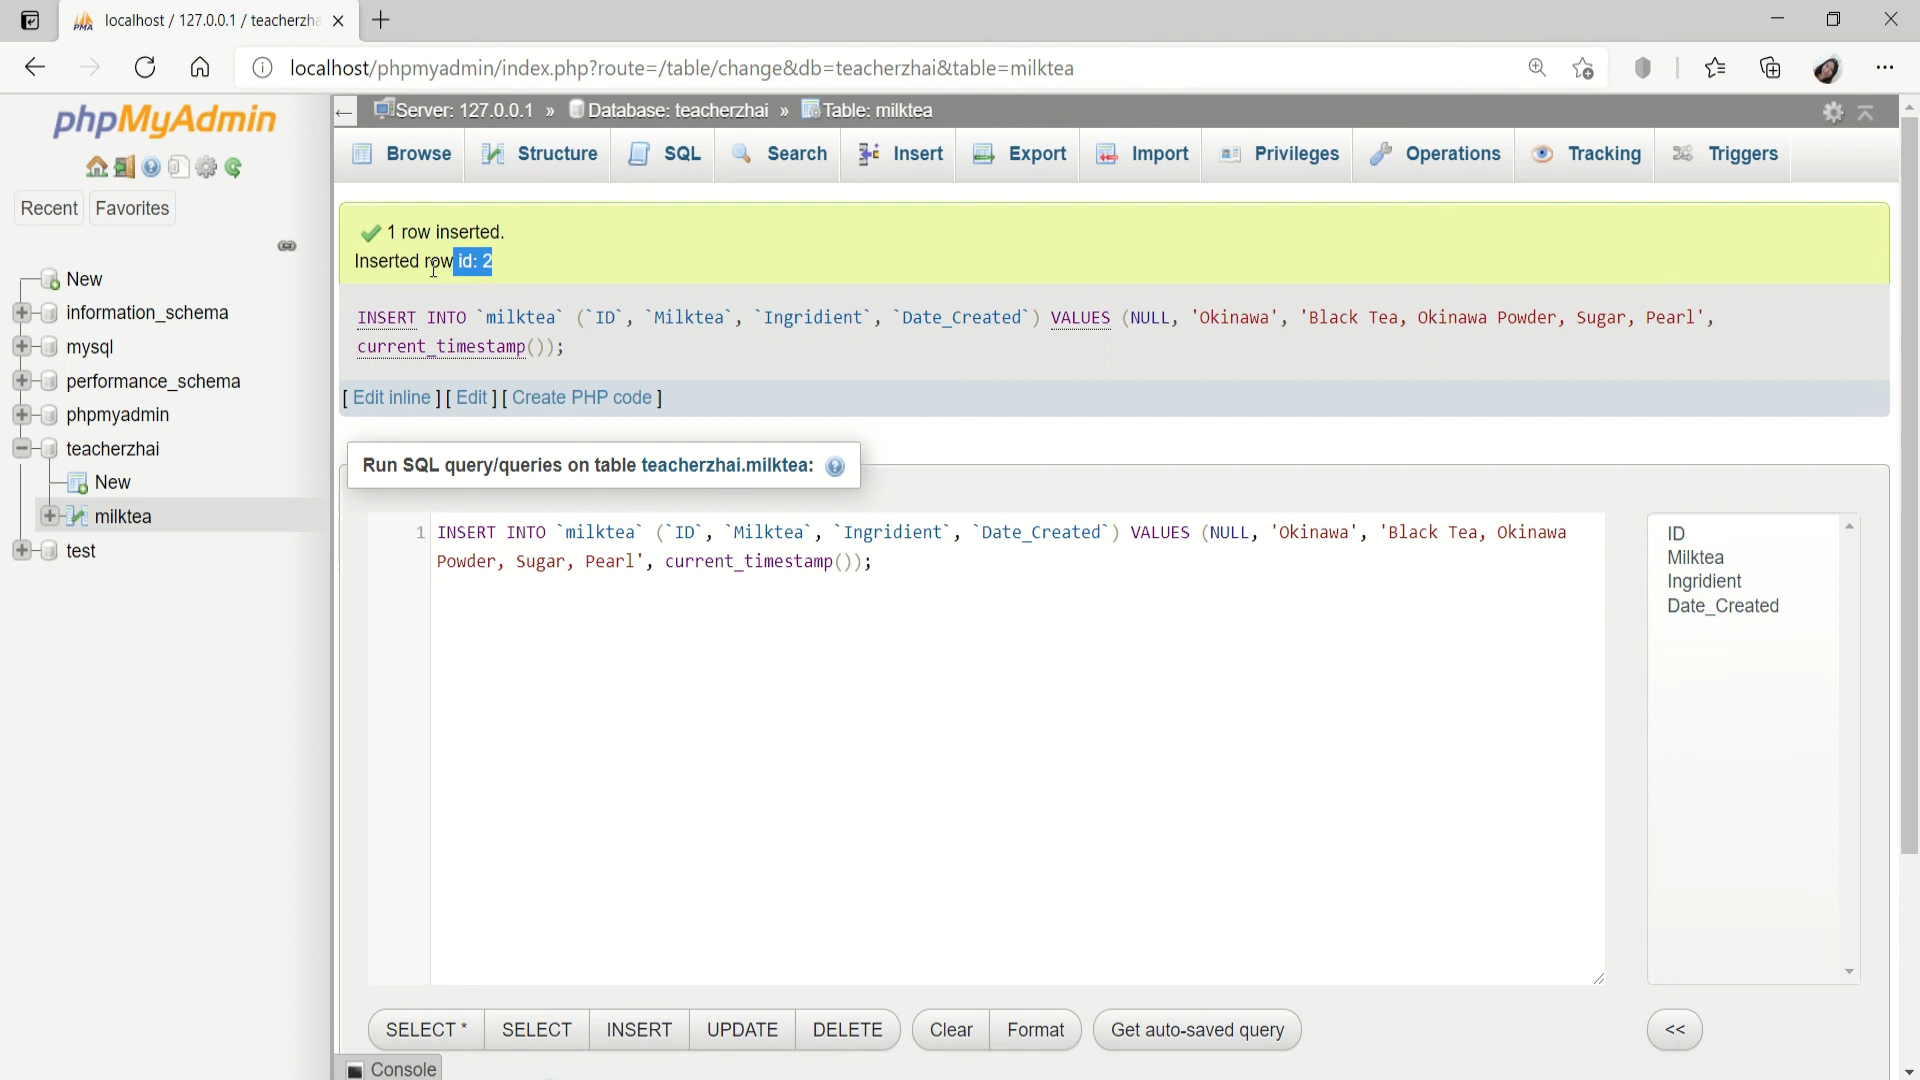 localhost / 127.0.0.1 / teacherzha
localhost/phpmyadmin/index.php?route=/table/change&db=teacherzhai&table=milktea
phpMyAdmin
Recent
Favorites
New
information_schema
mysql
performance_schema
phpmyadmin
teacherzhai
New
milktea
test
Server: 127.0.0.1 » Database: teacherzhai » Table: milktea
Browse Structure SQL Search Insert Export Import Privileges Operations Tracking Triggers
1 row inserted.
Inserted row id: 2
INSERT INTO `milktea` (`ID`, `Milktea`, `Ingridient`, `Date_Created`) VALUES (NULL, 'Okinawa', 'Black Tea, Okinawa Powder, Sugar, Pearl',
current_timestamp());
[ Edit inline ] [ Edit ] [ Create PHP code ]
Run SQL query/queries on table teacherzhai.milktea:
1 INSERT INTO `milktea` (`ID`, `Milktea`, `Ingridient`, `Date_Created`) VALUES (NULL, 'Okinawa', 'Black Tea, Okinawa
Powder, Sugar, Pearl', current_timestamp());
ID
Milktea
Ingridient
Date_Created
SELECT * SELECT INSERT UPDATE DELETE Clear Format Get auto-saved query <<
Console